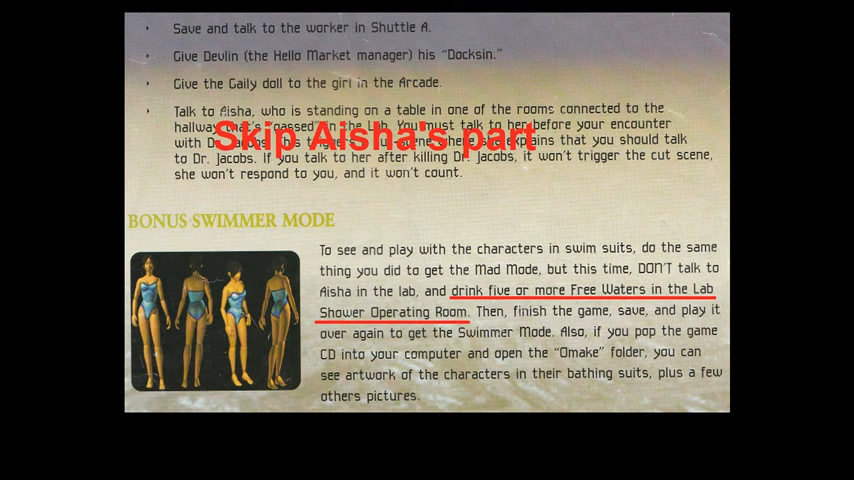 Save and talk to the worker in Shuttle A.
Give Devlin (the Hello Market manager) his "Docksin."
Give the Gaily doll to the girl in the Arcade.
Talk to Aisha, who is standing on a table in one of the rooms connected to the
hallway that's "gassed" in the Lab. You must talk to her before your encounter
Skip Aisha's part
with Dr. explains that you should talk
to Dr. Jacobs. If you talk to her after killing Dr. Jacobs, it won't trigger the cut scene,
she won't respond to you, and it won't count.
BONUS SWIMMER MODE
To see and play with the characters in swim suits, do the same
thing you did to get the Mad Mode, but this time, DON'T talk to
Aisha in the lab, and drink five or more Free Waters in the Lab
Shower Operating Room. Then, finish the game, save, and play it
over again to get the Swimmer Mode. Also, if you pop the game
CD into your computer and open the "Omake" folder, you can
see artwork of the characters in their bathing suits, plus a few
others pictures.